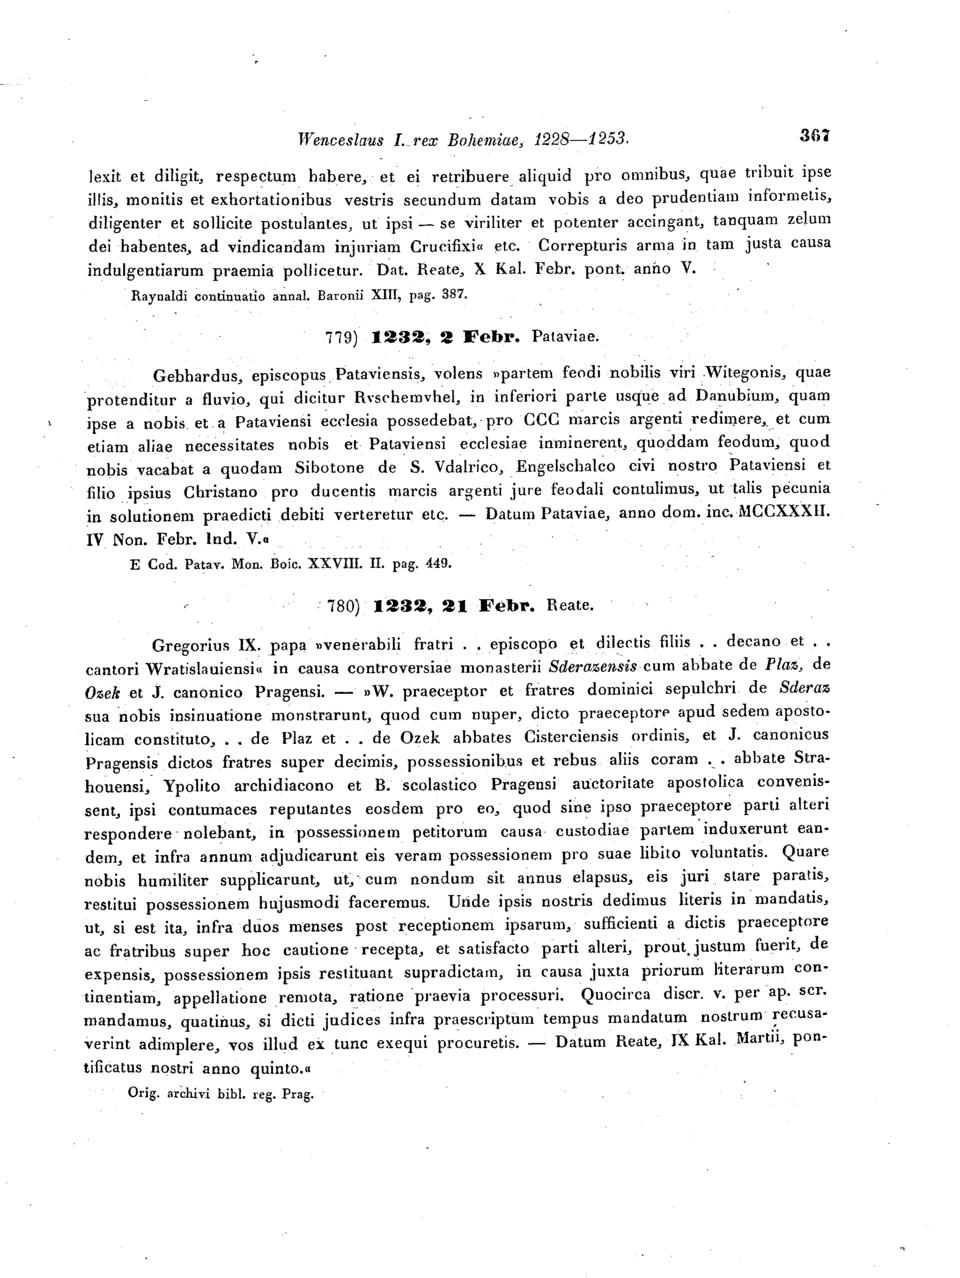 Wenceslaus I. rex Bohemiae, 1228—1253. 367
lexit et diligit, respectum habere, et ei retribuere aliquid pro omnibus, quae tribuit ipse
illis, monitis et exhortationibus vestris secundum datam vobis a deo prudentiam informetis,
diligenter et sollicite postulantes, ut ipsi — se viriliter et potenter accingant, tanquam zelum
dei habentes, ad vindicandam injuriam Crucifixi« etc. Correpturis arma in tam justa causa
indulgentiarum praemia pollicetur. Dat. Reate, X Kal. Febr. pont. anno V.
Raynaldi continuatio annal. Baronii XIII, pag. 387.
779) 1232, 2 Febr. Pataviae.
Gebhardus, episcopus Pataviensis, volens »partem feodi nobilis viri Witegonis, quae
protenditur a fluvio, qui dicitur Rvschemvhel, in inferiori parte usque ad Danubium, quam
ipse a nobis et a Pataviensi ecclesia possedebat, pro CCC marcis argenti redimere, et cum
etiam aliae necessitates nobis et Pataviensi ecclesiae inminerent, quoddam feodum, quod
nobis vacabat a quodam Sibotone de S. Vdalrico, Engelschalco civi nostro Pataviensi et
filio ipsius Christano pro ducentis marcis argenti jure feodali contulimus, ut talis pecunia
in solutionem praedicti debiti verteretur etc. — Datum Pataviae, anno dom. inc. MCCXXXII.
IV Non. Febr. Ind. V.«
E Cod. Patav. Mon. Boic. XXVIII. II. pag. 449.
780) 1232, 21 Febr. Reate.
Gregorius IX. papa »venerabili fratri . . episcopo et dilectis filiis . . decano et . .
cantori Wratislauiensi« in causa controversiae monasterii Sderazensis cum abbate de Plaz, de
Ozek et J. canonico Pragensi. — »W. praeceptor et fratres dominici sepulchri de Sderaz
sua nobis insinuatione monstrarunt, quod cum nuper, dicto praeceptore apud sedem aposto-
licam constituto, . . de Plaz et . . de Ozek abbates Cisterciensis ordinis, et J. canonicus
Pragensis dictos fratres super decimis, possessionibus et rebus aliis coram . . abbate Stra-
houensi, Ypolito archidiacono et B. scolastico Pragensi auctoritate apostolica convenis-
sent, ipsi contumaces reputantes eosdem pro eo, quod sine ipso praeceptore parti alteri
respondere nolebant, in possessionem petitorum causa custodiae partem induxerunt ean-
dem, et infra annum adjudicarunt eis veram possessionem pro suae libito voluntatis. Quare
nobis humiliter supplicarunt, ut, cum nondum sit annus elapsus, eis juri stare paratis,
restitui possessionem hujusmodi faceremus. Unde ipsis nostris dedimus literis in mandatis,
ut, si est ita, infra duos menses post receptionem ipsarum, sufficienti a dictis praeceptore
ac fratribus super hoc cautione recepta, et satisfacto parti alteri, prout justum fuerit, de
expensis, possessionem ipsis restituant supradictam, in causa juxta priorum literarum con-
tinentiam, appellatione remota, ratione praevia processuri. Quocirca discr. v. per ap. scr.
mandamus, quatinus, si dicti judices infra praescriptum tempus mandatum nostrum recusa-
verint adimplere, vos illud ex tunc exequi procuretis. — Datum Reate, IX Kal. Martii, pon-
tificatus nostri anno quinto.«
Orig. archivi bibl. reg. Prag.